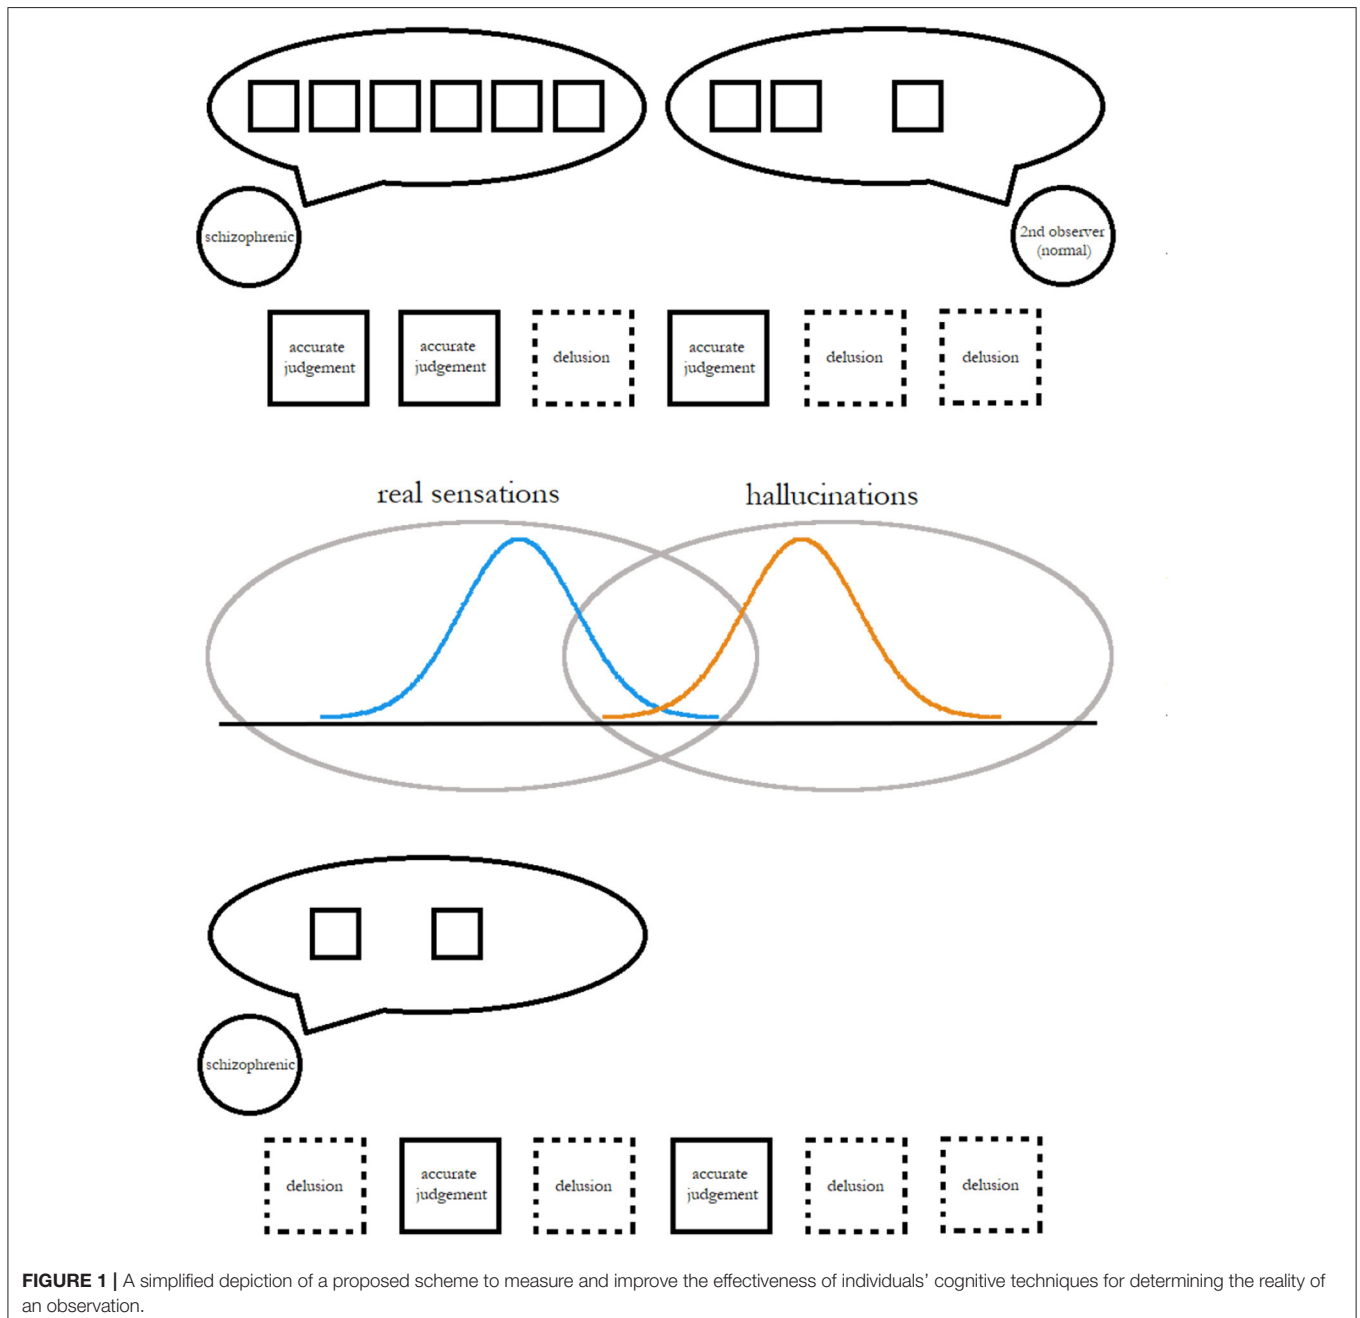 schizophrenic
2nd observer
(normal)
accurate
judgement
accurate
judgement
delusion
accurate
judgement
delusion
delusion
real sensations
hallucinations
schizophrenic
delusion
accurate
judgement
delusion
accurate
judgement
delusion
delusion
FIGURE 1 | A simplified depiction of a proposed scheme to measure and improve the effectiveness of individuals’ cognitive techniques for determining the reality of
an observation.